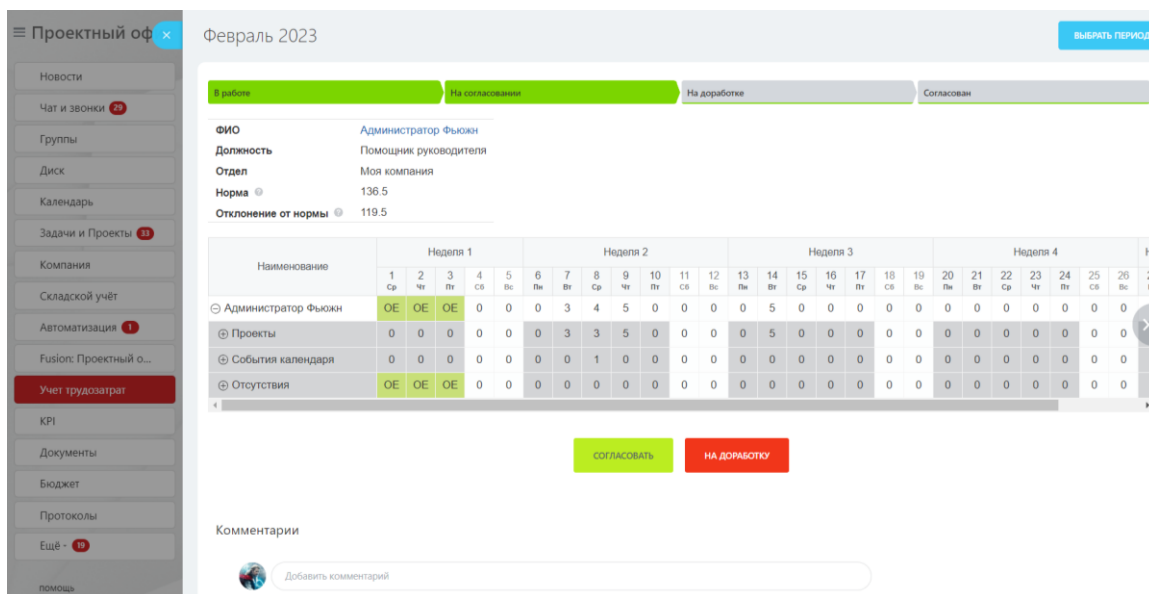 Проектный оф
Февраль 2023
ВЫБРАТЬ ПЕРИОД
Новости
Чат и звонки 29
Группы
Диск
Календарь
Задачи и Проекты 33
Компания
Складской учёт
Автоматизация 1
Fusion: Проектный о...
Учет трудозатрат
KPI
Документы
Бюджет
Протоколы
Ещё - 19
помощь
В работе На согласовании На доработке Согласован
ФИО Администратор Фьюжн
Должность Помощник руководителя
Отдел Моя компания
Норма 136.5
Отклонение от нормы 119.5
Наименование Неделя 1 Неделя 2 Неделя 3 Неделя 4
1 2 3 4 5 6 7 8 9 10 11 12 13 14 15 16 17 18 19 20 21 22 23 24 25 26
Ср Чт Пт Сб Вс Пн Вт Ср Чт Пт Сб Вс Пн Вт Ср Чт Пт Сб Вс Пн Вт Ср Чт Пт Сб Вс
Администратор Фьюжн ОЕ ОЕ ОЕ 0 0 0 3 4 5 0 0 0 0 5 0 0 0 0 0 0 0 0 0 0 0 0
Проекты 0 0 0 0 0 0 3 3 5 0 0 0 0 5 0 0 0 0 0 0 0 0 0 0 0 0
События календаря 0 0 0 0 0 0 0 1 0 0 0 0 0 0 0 0 0 0 0 0 0 0 0 0 0 0
Отсутствия ОЕ ОЕ ОЕ 0 0 0 0 0 0 0 0 0 0 0 0 0 0 0 0 0 0 0 0 0 0 0
СОГЛАСОВАТЬ НА ДОРАБОТКУ
Комментарии
Добавить комментарий